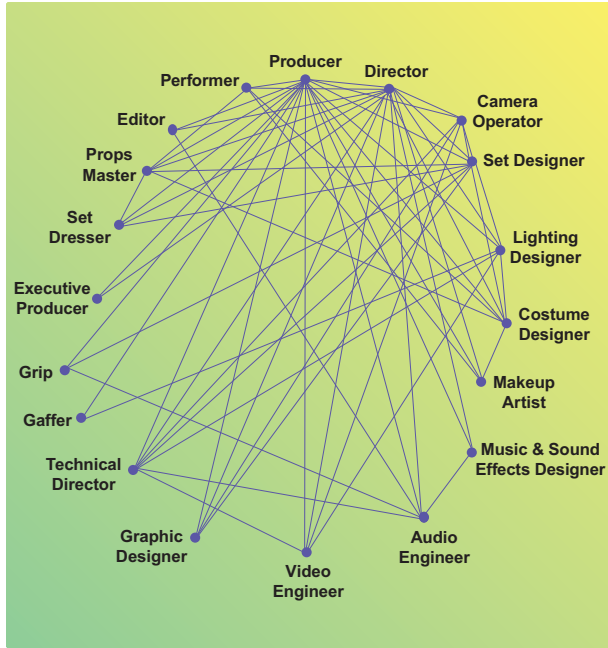 Producer
Director
Performer
Camera
Operator
Editor
Set Designer
Props
Master
Set
Dresser
Lighting
Designer
Executive
Producer
Costume
Designer
Grip
Makeup
Artist
Gaffer
Music & Sound
Effects Designer
Technical
Director
Graphic
Designer
Audio
Engineer
Video
Engineer